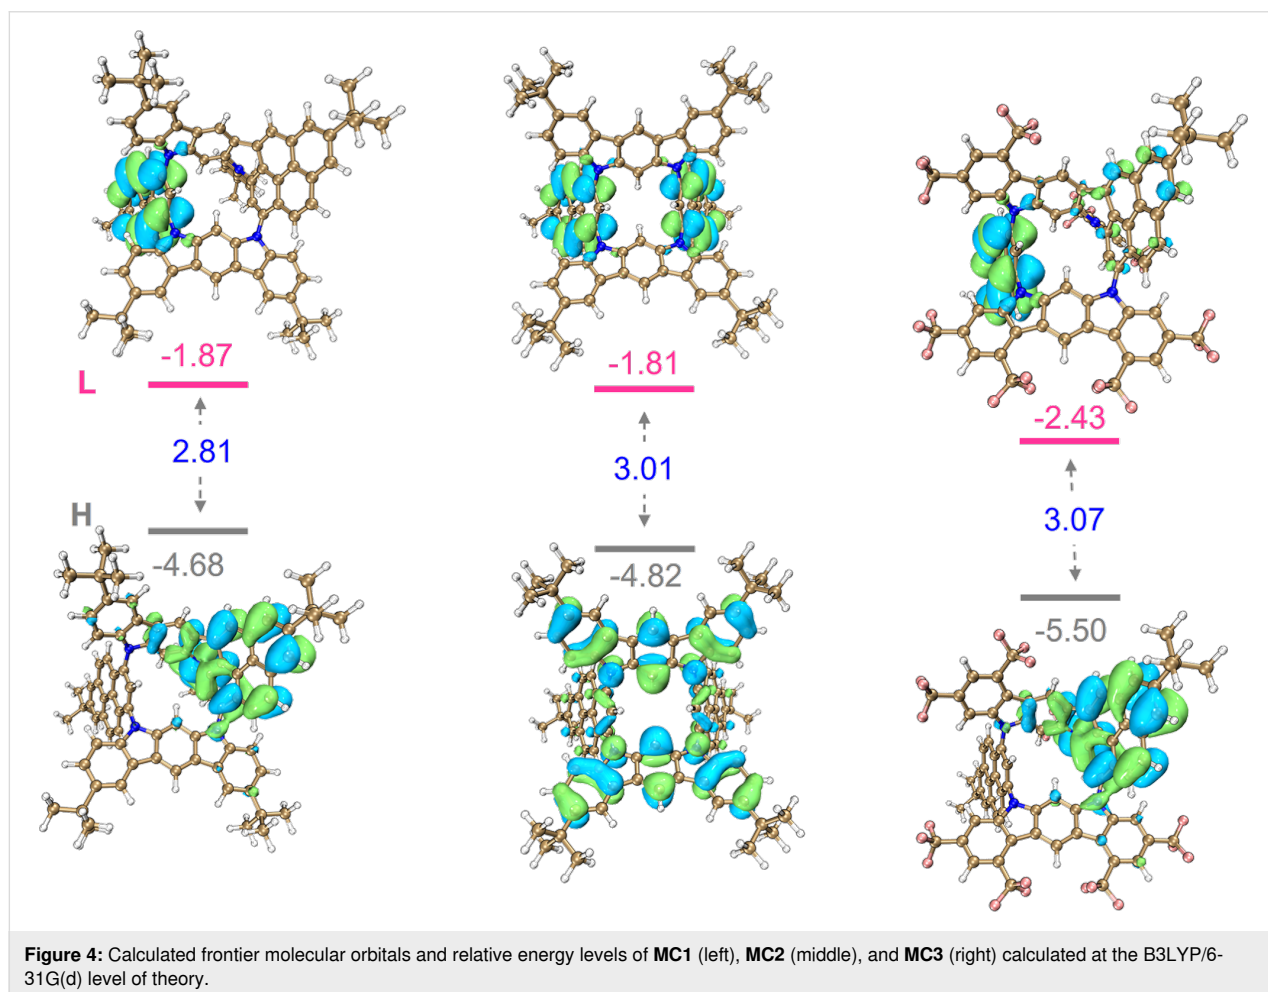 -1.87
-1.81
L
-2.43
2.81
3.01
H
3.07
-4.68
-4.82
-5.50
Figure 4: Calculated frontier molecular orbitals and relative energy levels of MC1 (left), MC2 (middle), and MC3 (right) calculated at the B3LYP/6-
31G(d) level of theory.